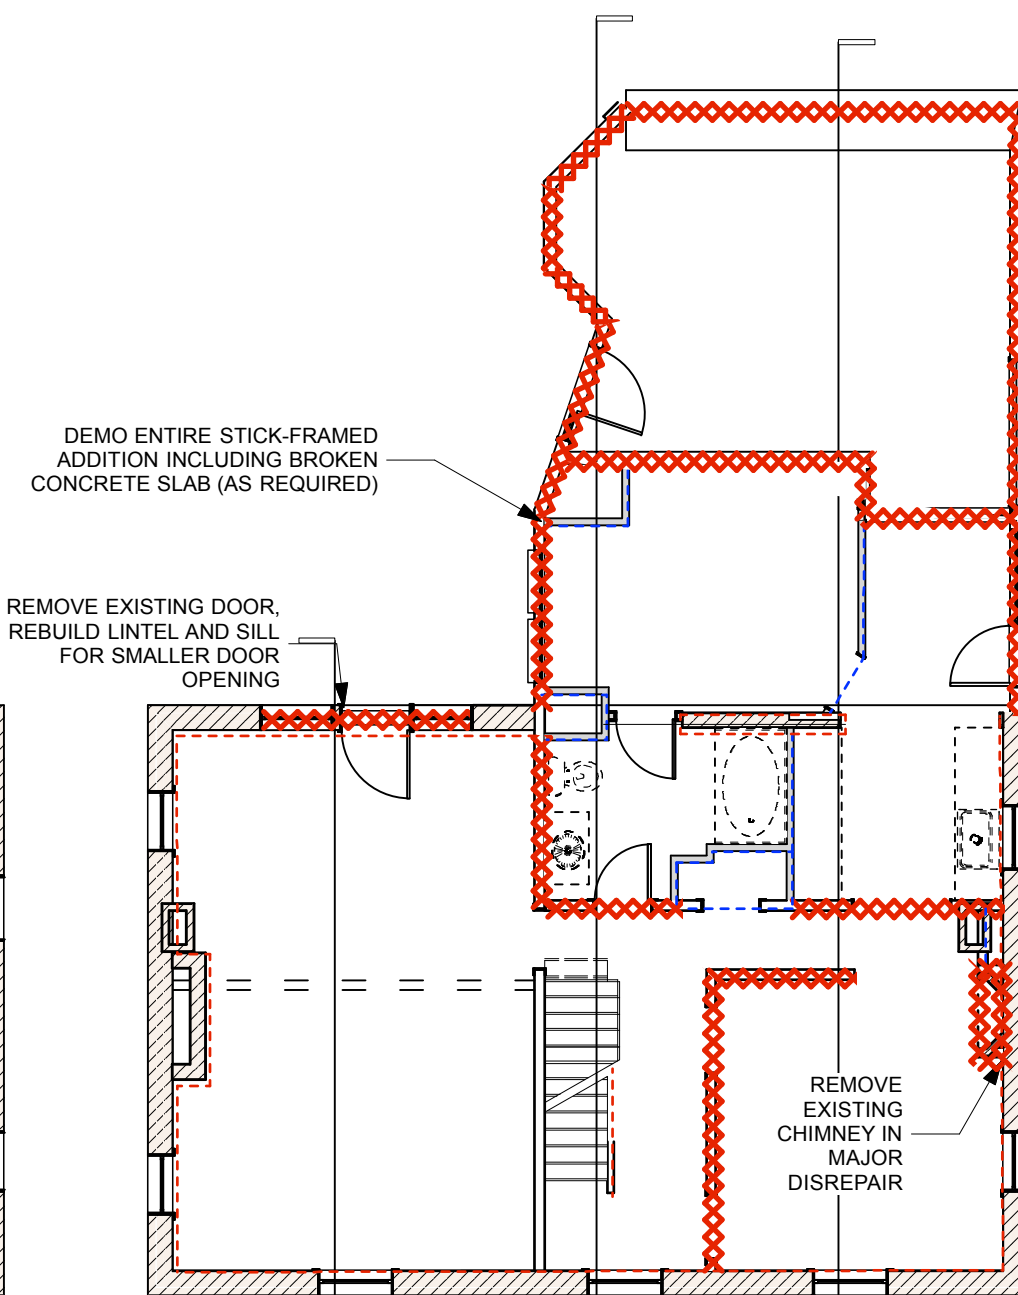 DEMO ENTIRE STICK-FRAMED
ADDITION INCLUDING BROKEN
CONCRETE SLAB (AS REQUIRED)
REMOVE EXISTING DOOR,
REBUILD LINTEL AND SILL
FOR SMALLER DOOR
OPENING
REMOVE
EXISTING
CHIMNEY IN
MAJOR
DISREPAIR